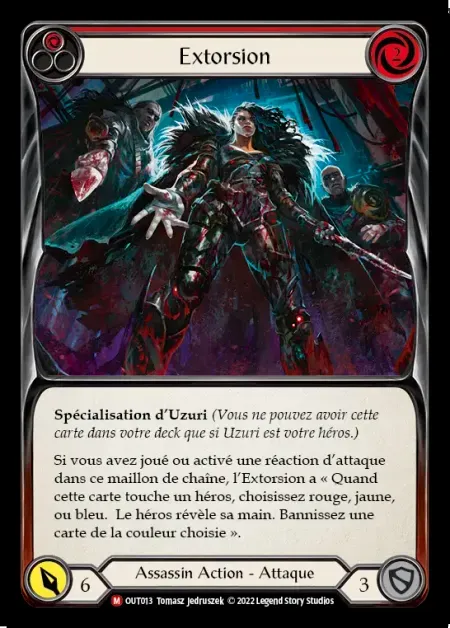 Extorsion
2
Spécialisation d'Uzuri (Vous ne pouvez avoir cette
carte dans votre deck que si Uzuri est votre héros.)
Si vous avez joué ou activé une réaction d'attaque
dans ce maillon de chaîne, l'Extorsion a « Quand
cette carte touche un héros, choisissez rouge, jaune,
ou bleu. Le héros révèle sa main. Bannissez une
carte de la couleur choisie ».
6
Assassin Action - Attaque
3
M OUT013 Tomasz Jedruszek © 2022 Legend Story Studios